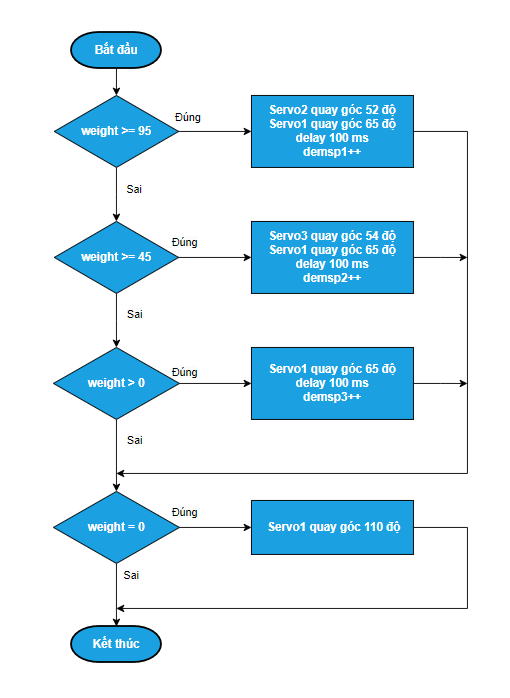 Bắt đầu
weight >= 95
Đúng
Servo2 quay góc 52 độ
Servo1 quay góc 65 độ
delay 100 ms
demsp1++
Sai
weight >= 45
Đúng
Servo3 quay góc 54 độ
Servo1 quay góc 65 độ
delay 100 ms
demsp2++
Sai
weight > 0
Đúng
Servo1 quay góc 65 độ
delay 100 ms
demsp3++
Sai
weight = 0
Đúng
Servo1 quay góc 110 độ
Sai
Kết thúc